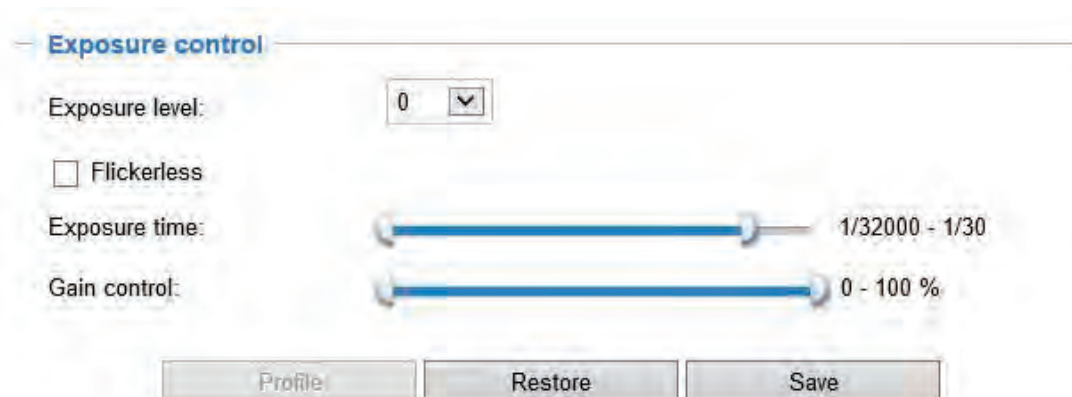 Exposure control
Exposure level: 0
Flickerless
Exposure time: 1/32000 - 1/30
Gain control: 0 - 100 %
Profile Restore Save